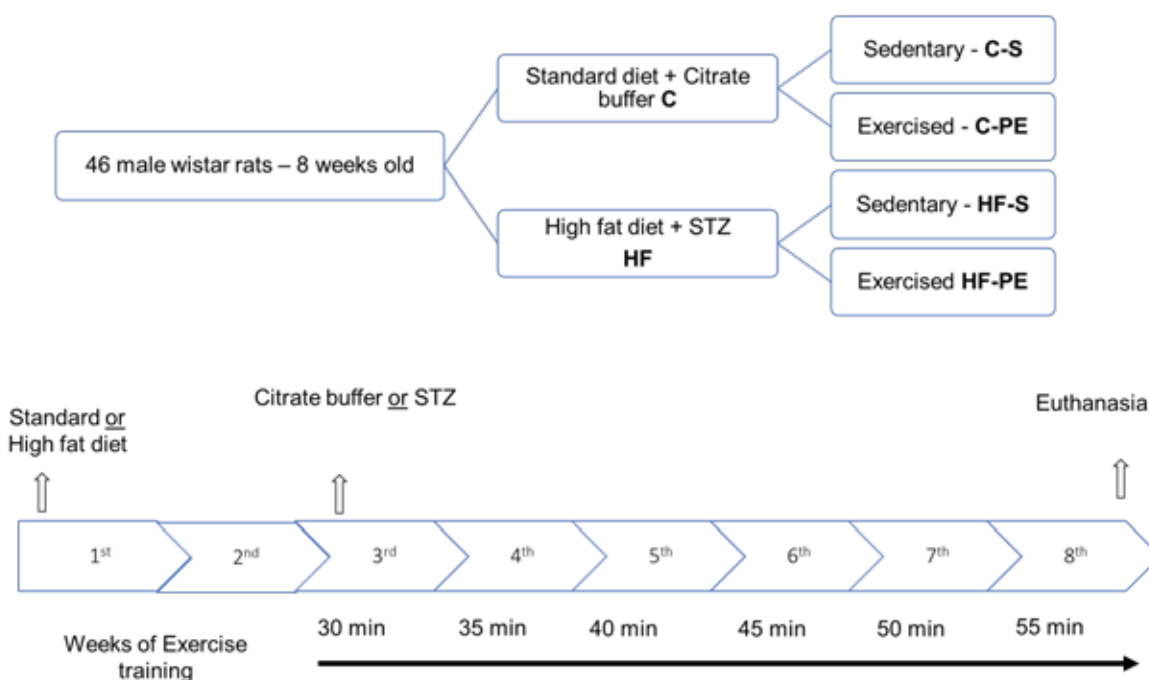 46 male wistar rats – 8 weeks old
Standard diet + Citrate
buffer C
High fat diet + STZ
HF
Sedentary - C-S
Exercised - C-PE
Sedentary - HF-S
Exercised HF-PE
Standard or
High fat diet
Citrate buffer or STZ
Euthanasia
1st
2nd
3rd
4th
5th
6th
7th
8th
Weeks of Exercise
training
30 min
35 min
40 min
45 min
50 min
55 min